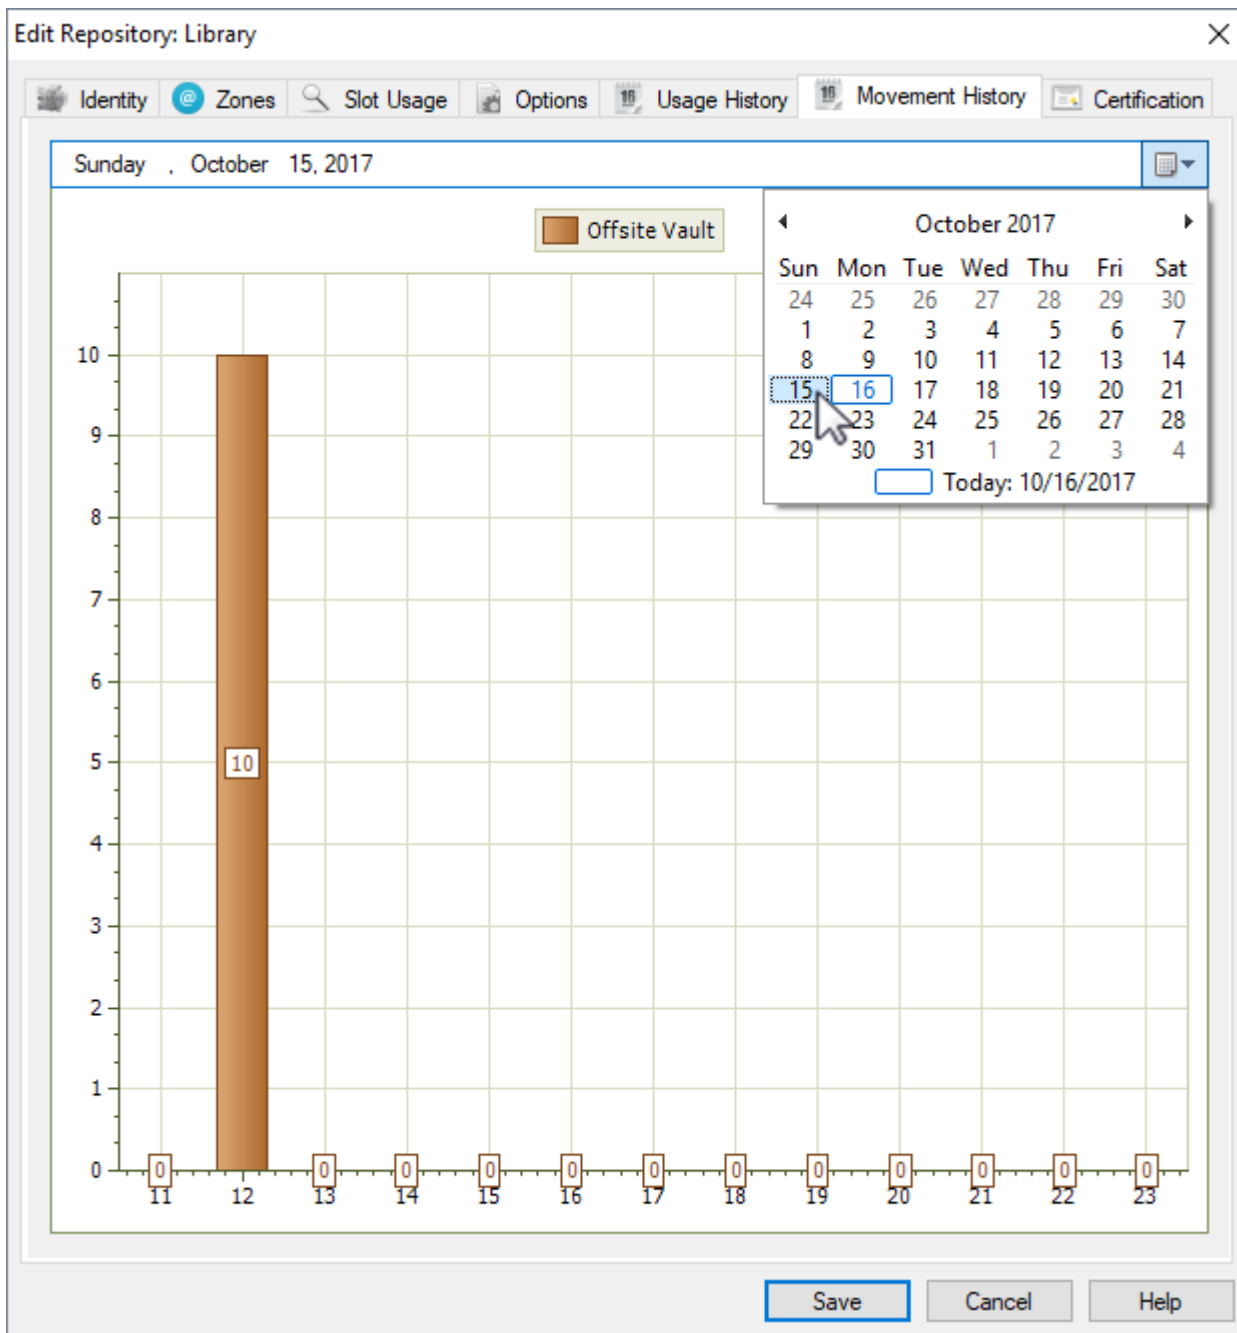 Edit Repository: Library
Identity Zones Slot Usage Options Usage History Movement History Certification
Sunday , October 15, 2017
Offsite Vault
October 2017
Sun Mon Tue Wed Thu Fri Sat
24 25 26 27 28 29 30
1 2 3 4 5 6 7
8 9 10 11 12 13 14
15 16 17 18 19 20 21
22 23 24 25 26 27 28
29 30 31 1 2 3 4
Today: 10/16/2017
10
9
8
7
6
5
10
4
3
2
1
0
0 0 0 0 0 0 0 0 0 0 0 0
11 12 13 14 15 16 17 18 19 20 21 22 23
Save Cancel Help